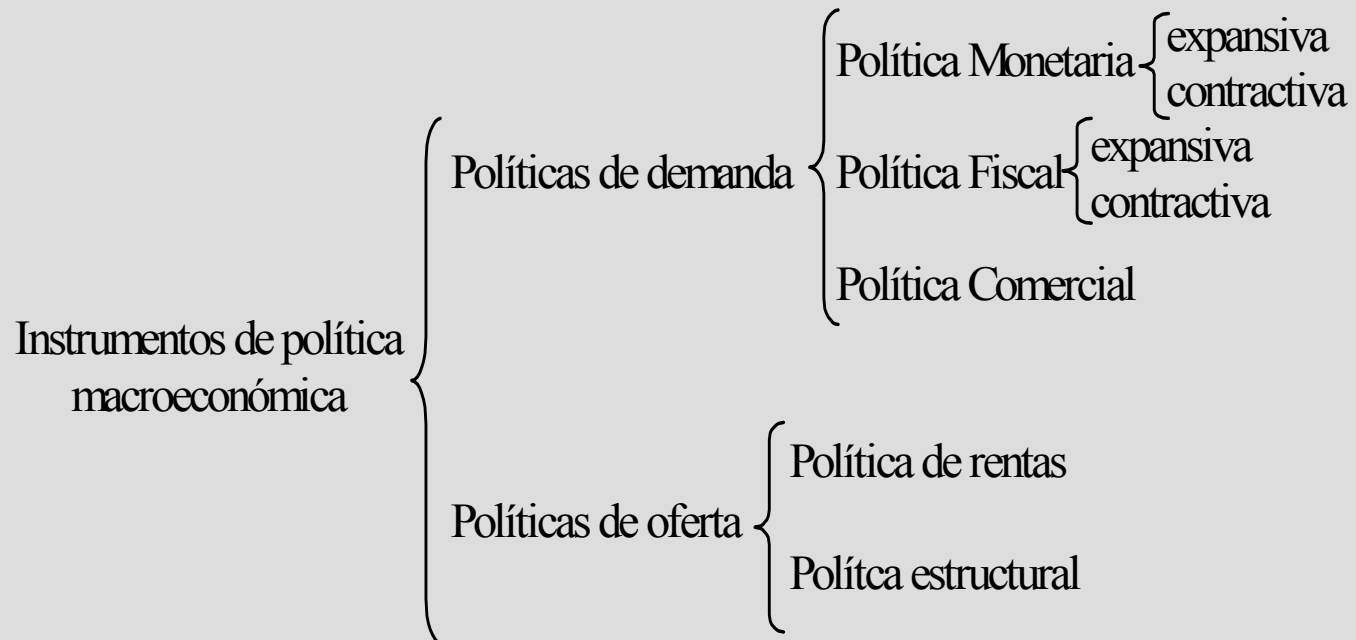 Política Monetaria
expansiva
contractiva
Políticas de demanda
Política Fiscal
expansiva
contractiva
Política Comercial
Instrumentos de política
macroeconómica
Política de rentas
Políticas de oferta
Polítca estructural